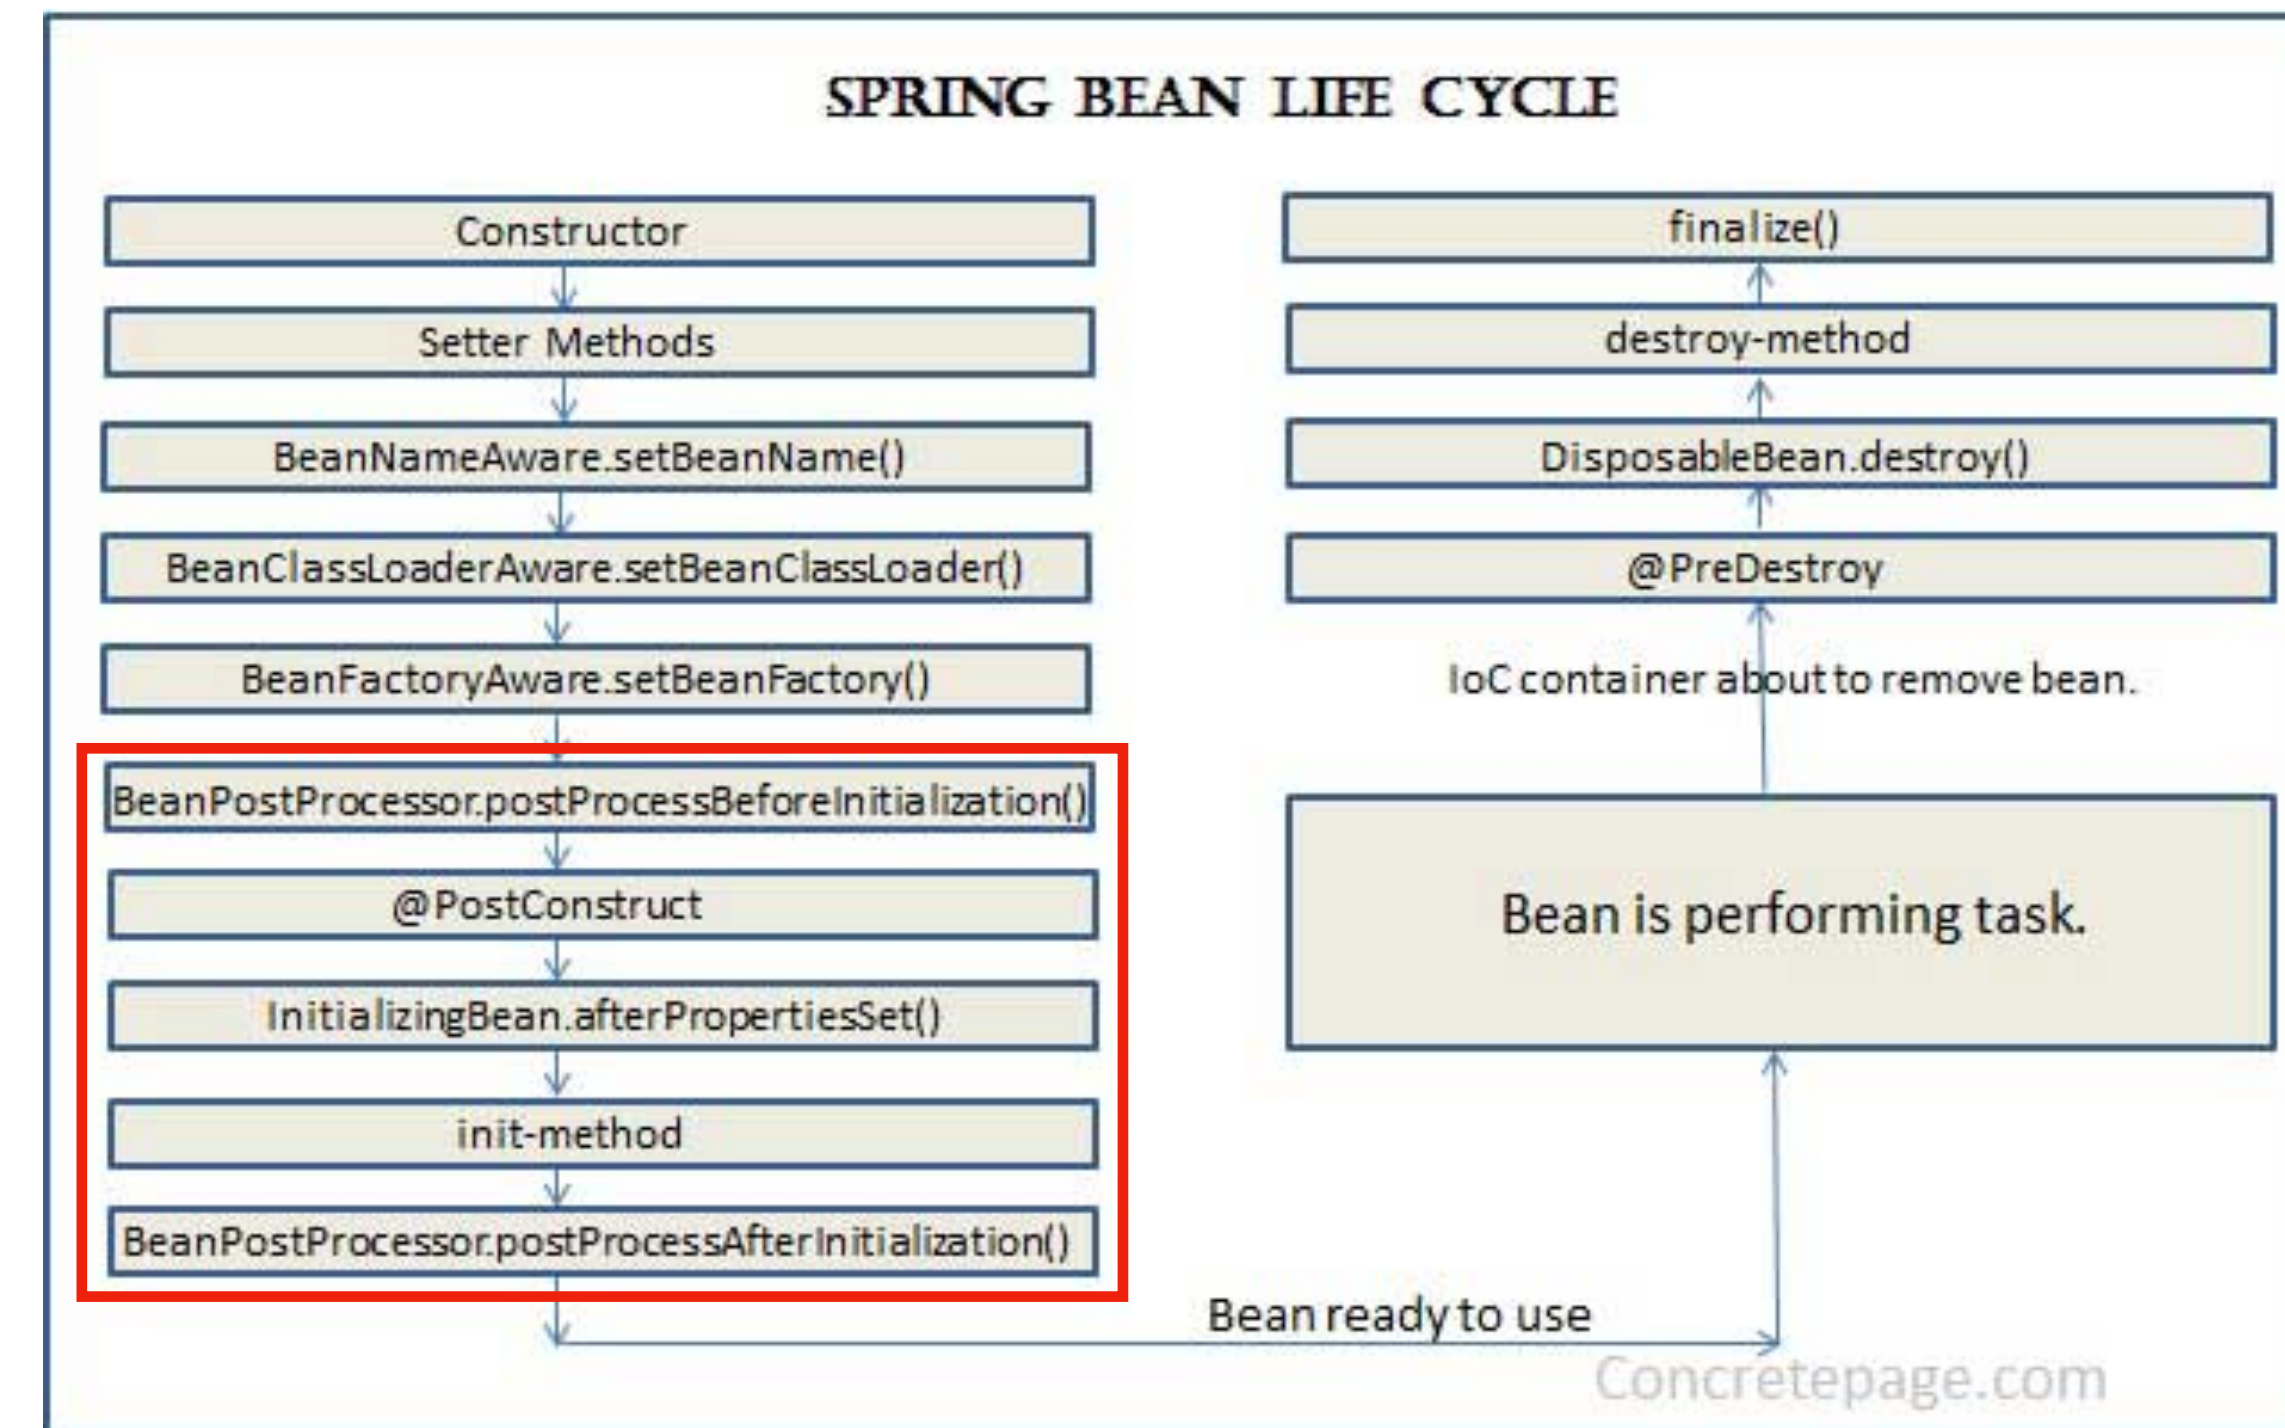 SPRING BEAN LIFE CYCLE
Constructor
Setter Methods
BeanNameAware.setBeanName()
BeanClassLoaderAware.setBeanClassLoader()
BeanFactoryAware.setBeanFactory()
BeanPostProcessor.postProcessBeforeInitialization()
@PostConstruct
InitializingBean.afterPropertiesSet()
init-method
BeanPostProcessor.postProcessAfterInitialization()
Bean ready to use
finalize()
destroy-method
DisposableBean.destroy()
@PreDestroy
IoC container about to remove bean.
Bean is performing task.
Concretepage.com